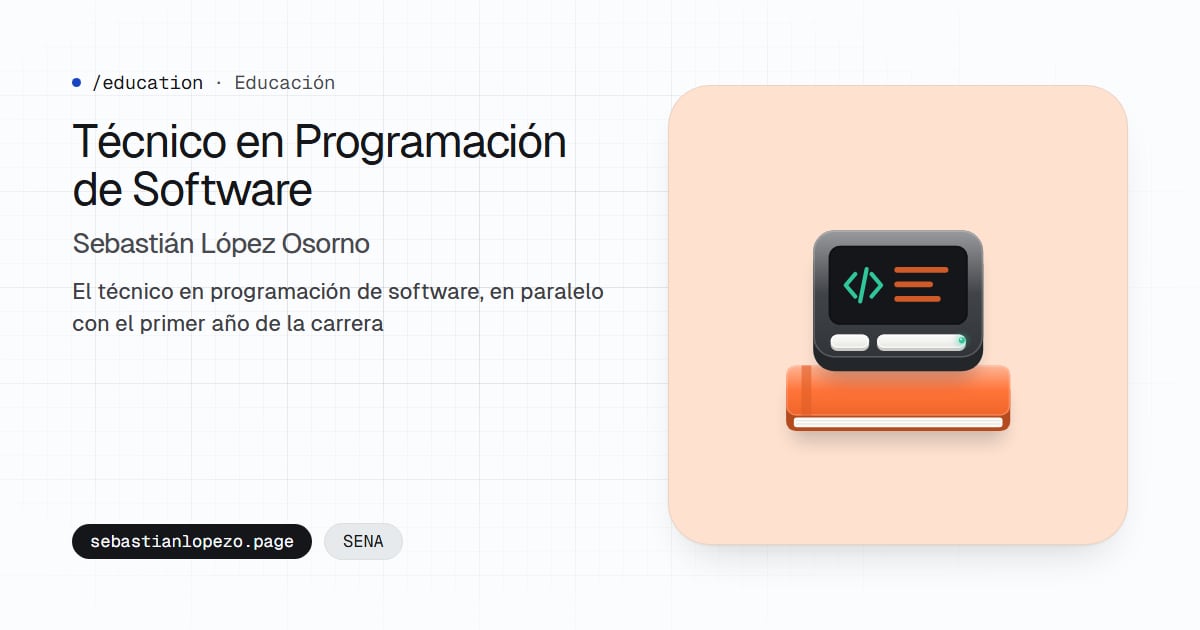 /education · Educación
Técnico en Programación
de Software
Sebastián López Osorno
El técnico en programación de software, en paralelo
con el primer año de la carrera
</>
sebastianlopezo.page
SENA